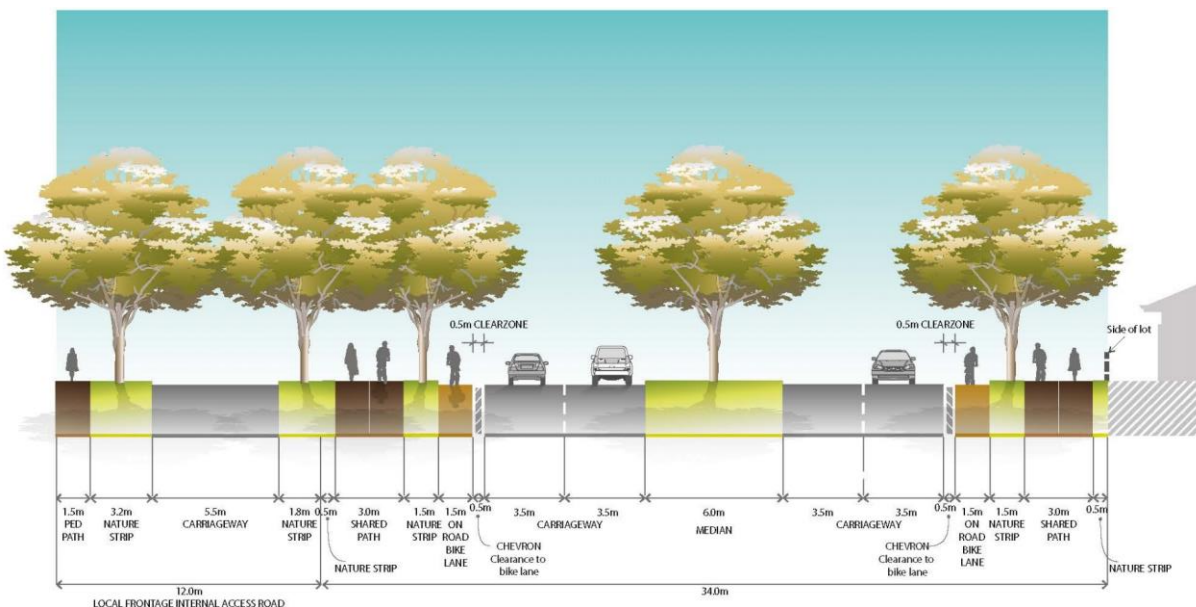 0.5m CLEARZONE
0.5m CLEARZONE
Side of lot
1.5m
PED
PATH
3.2m
NATURE
STRIP
5.5m
CARRIAGEWAY
1.8m
NATURE
STRIP
0.5m
NATURE STRIP
3.0m
SHARED
PATH
1.5m
NATURE
STRIP
1.5m
ON
ROAD
BIKE
LANE
0.5m
CHEVRON
Clearance to
bike lane
3.5m
3.5m
CARRIAGEWAY
6.0m
MEDIAN
3.5m
3.5m
CARRIAGEWAY
0.5m
CHEVRON
Clearance to
bike lane
1.5m
ON
ROAD
BIKE
LANE
1.5m
NATURE
STRIP
3.0m
SHARED
PATH
0.5m
NATURE STRIP
12.0m
LOCAL FRONTAGE INTERNAL ACCESS ROAD
34.0m